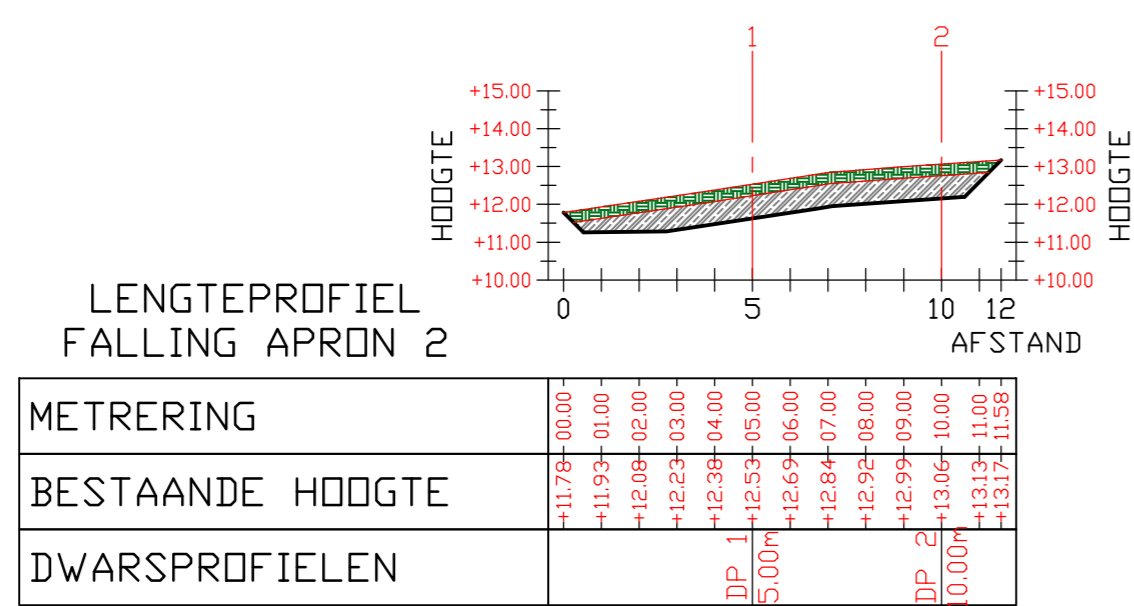 1 2
+15.00 +15.00
+14.00 +14.00
+13.00 +13.00
+12.00 +12.00
+11.00 +11.00
+10.00 +10.00
HOOGTE HOOGTE
0 5 10 12
AFSTAND
LENGTEPROFIEL
FALLING APRON 2
METRERING 00.00 01.00 02.00 03.00 04.00 05.00 06.00 07.00 08.00 09.00 10.00 11.00 11.58
BESTAANDE HOOGTE +11.78 +11.93 +12.08 +12.23 +12.38 +12.53 +12.69 +12.84 +12.92 +12.99 +13.06 +13.13 +13.17
DWARSPROFIELEN DP 1 5.00m DP 2 10.00m